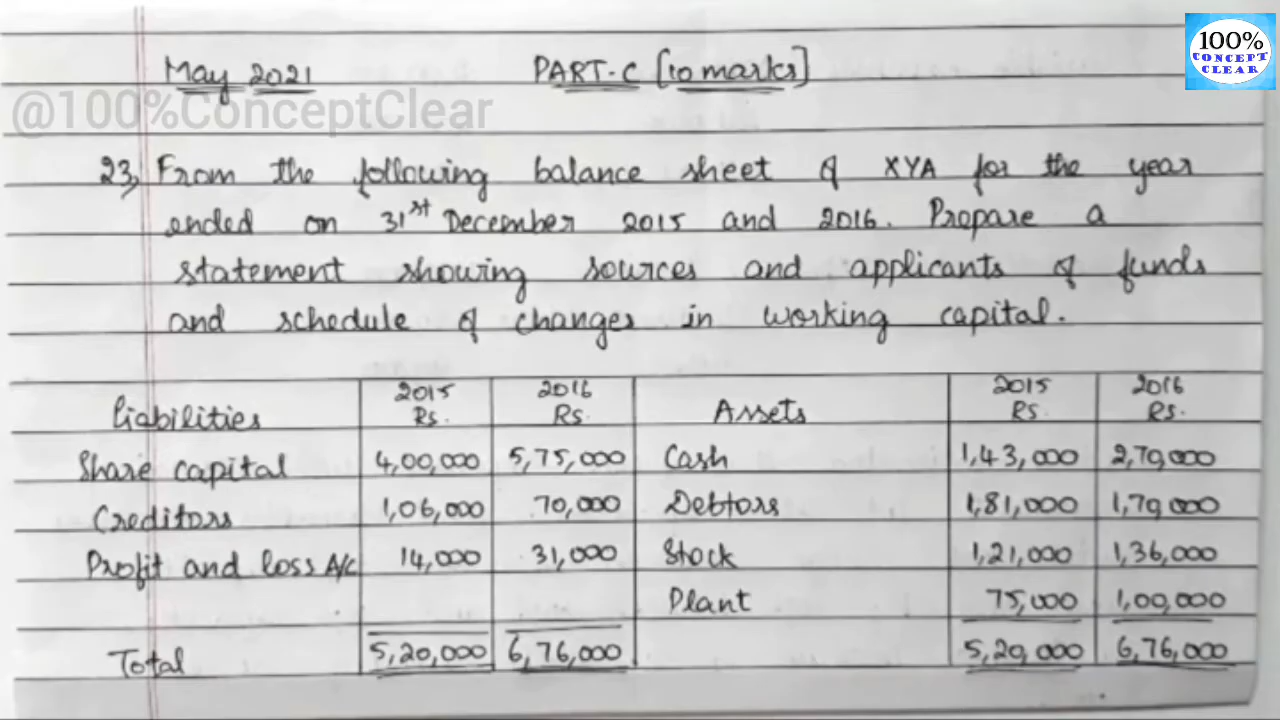 100%
CONCEPT
CLEAR
May 2021 PART-C [10 marks]
@100%ConceptClear
23, From the following balance sheet of XYA for the year
ended on 31st December 2015 and 2016. Prepare a
statement showing sources and applicants of funds
and schedule of changes in working capital.
Liabilities 2015 Rs. 2016 Rs. Assets 2015 Rs. 2016 Rs.
Share capital 4,00,000 5,75,000 Cash 1,43,000 2,79,000
Creditors 1,06,000 70,000 Debtors 1,81,000 1,79,000
Profit and loss A/c 14,000 31,000 Stock 1,21,000 1,36,000
Plant 75,000 1,00,000
Total 5,20,000 6,76,000 5,20,000 6,76,000